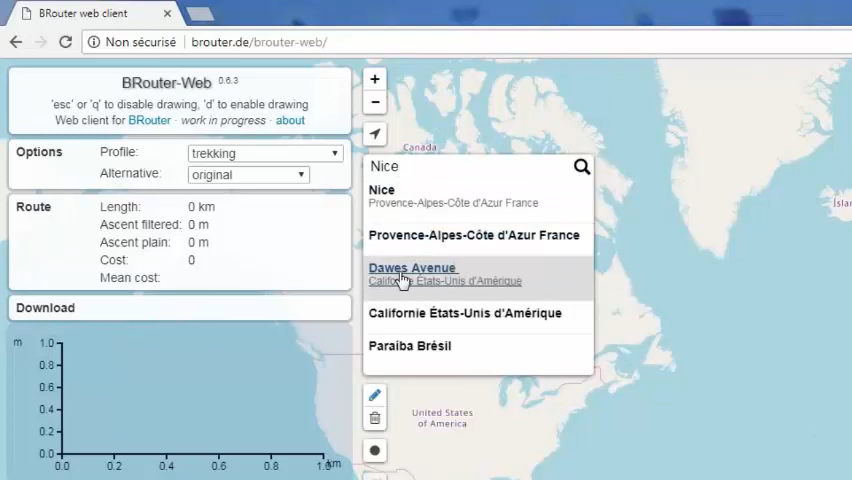 BRouter web client
Non sécurisé
brouter.de/brouter-web/
BRouter-Web 0.6.3
'esc' or 'q' to disable drawing, 'd' to enable drawing
Web client for BRouter · work in progress · about
Options
Profile:
trekking
Alternative:
original
Route
Length: 0 km
Ascent filtered: 0 m
Ascent plain: 0 m
Cost: 0
Mean cost:
Download
m
1.0
0.8
0.6
0.4
0.2
0.0
0.0 0.2 0.4 0.6 0.8 1.0
km
+
−
Canada
Nice
Nice
Provence-Alpes-Côte d'Azur France
Provence-Alpes-Côte d'Azur France
Dawes Avenue
Californie États-Unis d'Amérique
Californie États-Unis d'Amérique
Paraíba Brésil
United States
of America